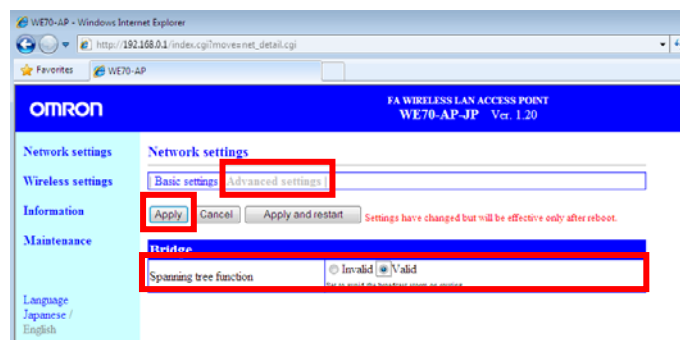 WE70-AP - Windows Internet Explorer
http://192.168.0.1/index.cgi?move=net_detail.cgi
Favorites WE70-AP
OMRON
FA WIRELESS LAN ACCESS POINT
WE70-AP-JP Ver. 1.20
Network settings
Wireless settings
Information
Maintenance
Language
Japanese /
English
Network settings
| Basic settings Advanced settings |
Apply Cancel Apply and restart Settings have changed but will be effective only after reboot.
Bridge
Spanning tree function Invalid Valid